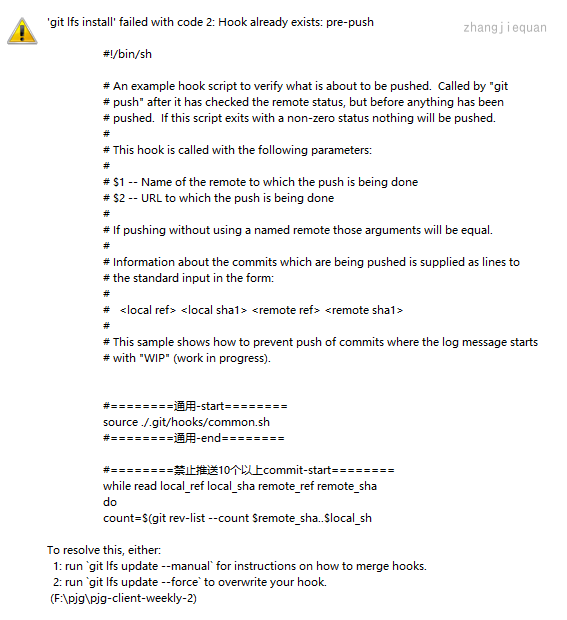 'git lfs install' failed with code 2: Hook already exists: pre-push
zhangjiequan
#!/bin/sh
# An example hook script to verify what is about to be pushed.  Called by "git
# push" after it has checked the remote status, but before anything has been
# pushed.  If this script exits with a non-zero status nothing will be pushed.
#
# This hook is called with the following parameters:
#
# $1 -- Name of the remote to which the push is being done
# $2 -- URL to which the push is being done
#
# If pushing without using a named remote those arguments will be equal.
#
# Information about the commits which are being pushed is supplied as lines to
# the standard input in the form:
#
#   <local ref> <local sha1> <remote ref> <remote sha1>
#
# This sample shows how to prevent push of commits where the log message starts
# with "WIP" (work in progress).
#========通用-start========
source ./.git/hooks/common.sh
#========通用-end========
#========禁止推送10个以上commit-start========
while read local_ref local_sha remote_ref remote_sha
do
count=$(git rev-list --count $remote_sha..$local_sh
To resolve this, either:
1: run `git lfs update --manual` for instructions on how to merge hooks.
2: run `git lfs update --force` to overwrite your hook.
(F:\pjg\pjg-client-weekly-2)